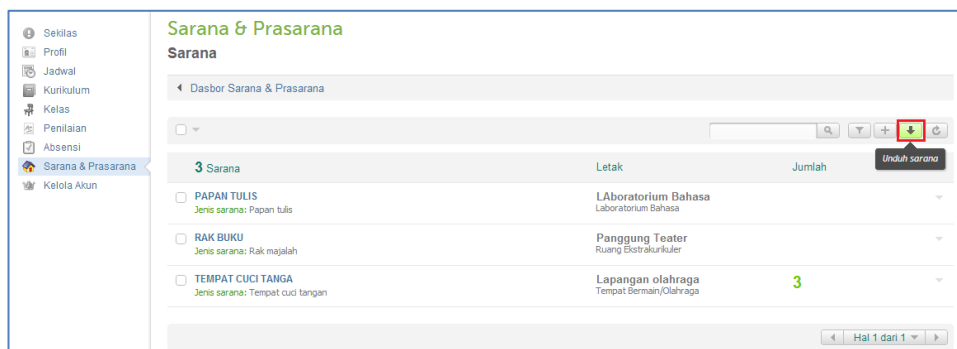 Sekilas
Profil
Jadwal
Kurikulum
Kelas
Penilaian
Absensi
Sarana & Prasarana
Kelola Akun
Sarana & Prasarana
Sarana
Dasbor Sarana & Prasarana
Unduh sarana
3 Sarana Letak Jumlah
PAPAN TULIS LAboratorium Bahasa
Jenis sarana: Papan tulis Laboratorium Bahasa
RAK BUKU Panggung Teater
Jenis sarana: Rak majalah Ruang Ekstrakurikuler
TEMPAT CUCI TANGA Lapangan olahraga 3
Jenis sarana: Tempat cuci tangan Tempat Bermain/Olahraga
Hal 1 dari 1